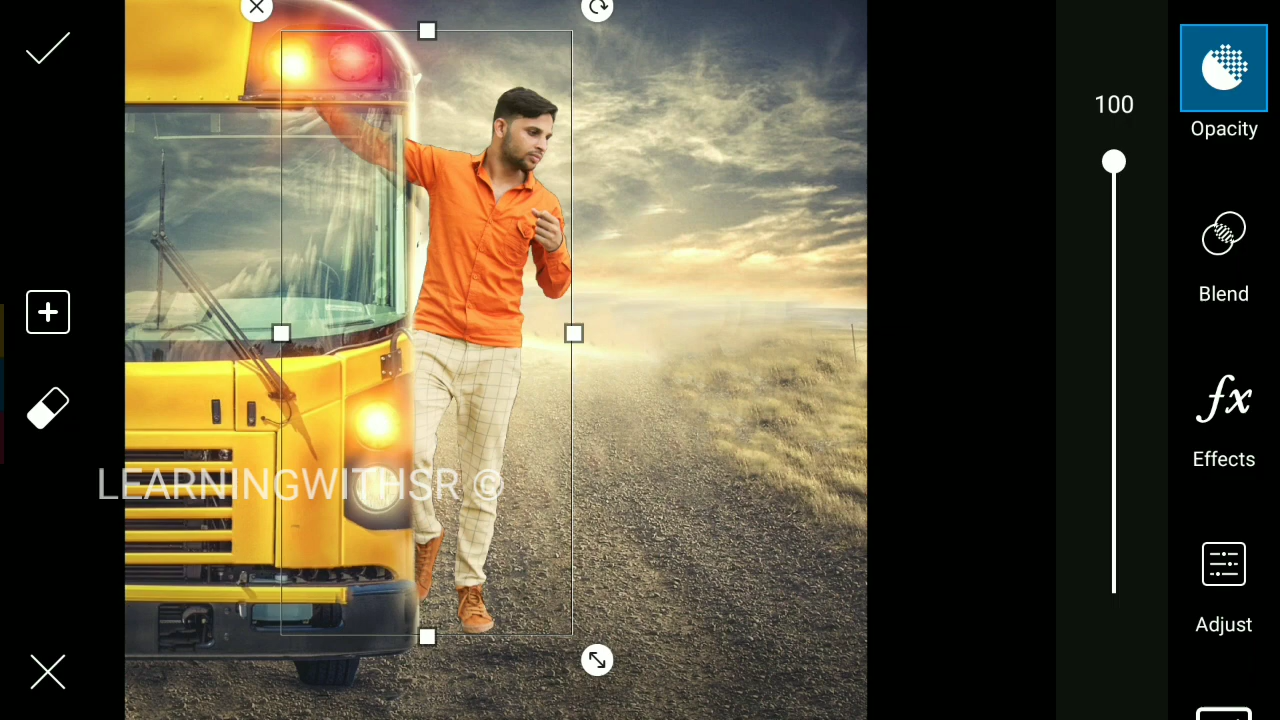 100
Opacity
Blend
fx
Effects
LEARNINGWITHSR ©
Adjust